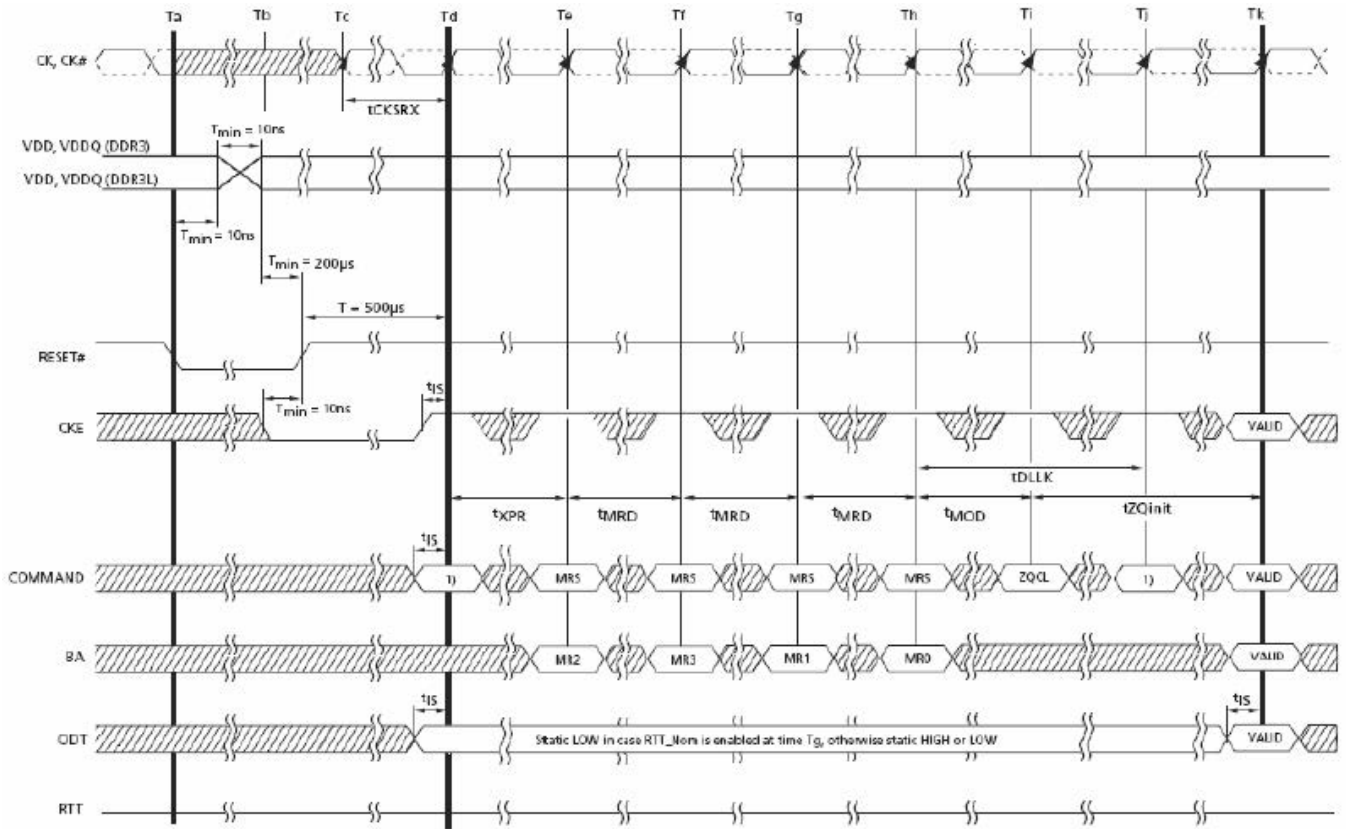 Ta Tb Tc Td Te Tf Tg Th Ti Tj Tk
CK, CK#
tCKSRX
Tmin = 10ns
VDD, VDDQ (DDR3)
VDD, VDDQ (DDR3L)
Tmin = 10ns
Tmin = 200µs
T = 500µs
RESET#
tIS
Tmin = 10ns
CKE VALID
tDLLK
tXPR tMRD tMRD tMRD tMOD tZQinit
tIS
COMMAND 1) MRS MRS MRS MRS ZQCL 1) VALID
BA MR2 MR3 MR1 MR0 VALID
tIS tIS
ODT Static LOW in case RTT_Nom is enabled at time Tg, otherwise static HIGH or LOW VALID
RTT